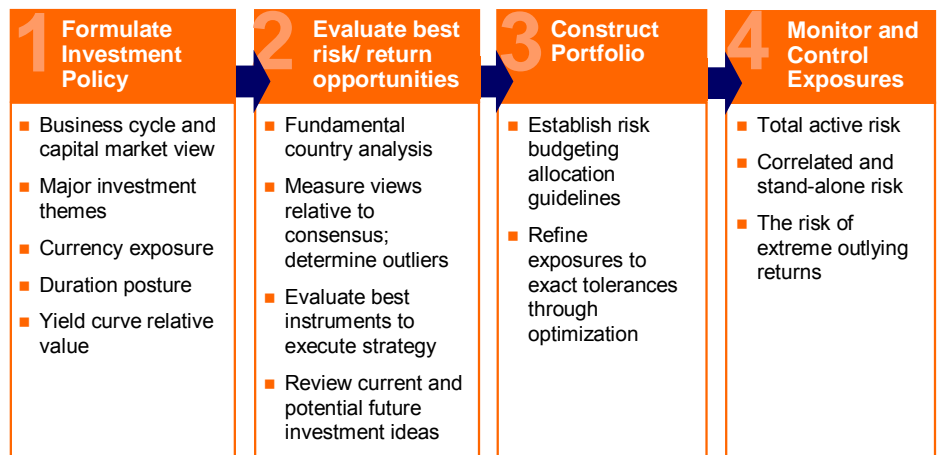 1
Formulate
Investment
Policy
■ Business cycle and
capital market view
■ Major investment
themes
■ Currency exposure
■ Duration posture
■ Yield curve relative
value
2
Evaluate best
risk/ return
opportunities
■ Fundamental
country analysis
■ Measure views
relative to
consensus;
determine outliers
■ Evaluate best
instruments to
execute strategy
■ Review current and
potential future
investment ideas
3
Construct
Portfolio
■ Establish risk
budgeting
allocation
guidelines
■ Refine
exposures to
exact tolerances
through
optimization
4
Monitor and
Control
Exposures
■ Total active risk
■ Correlated and
stand-alone risk
■ The risk of
extreme outlying
returns